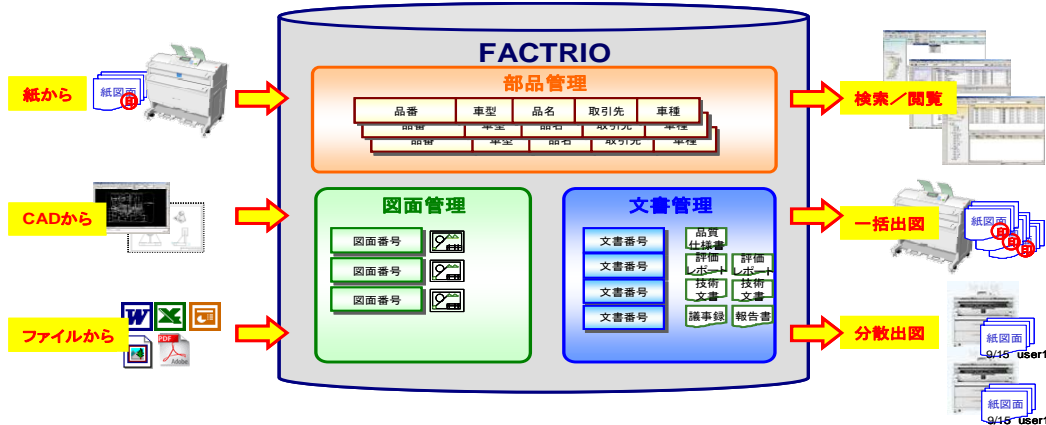 FACTRIO
部品管理
品番 車型 品名 取引先 車種
品番 車型 品名 取引先 車種
品番 車型 品名 取引先 車種
紙から
紙図面
印
CADから
ファイルから
PDF
Adobe
図面管理
図面番号
図面番号
図面番号
文書管理
文書番号
文書番号
文書番号
文書番号
品質
仕様書
評価
レポート
評価
レポート
技術
文書
技術
文書
議事録
報告書
検索／閲覧
一括出図
紙図面
印
印
印
分散出図
紙図面
9/15 user1
紙図面
9/15 user1